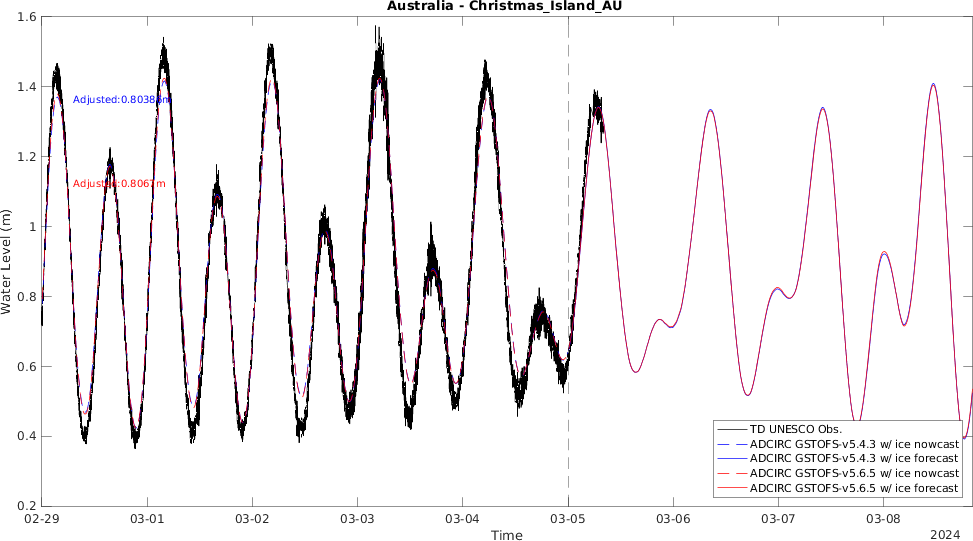 Australia - Christmas_Island_AU
1.6
1.4
1.2
1
0.8
0.6
0.4
0.2
Water Level (m)
Adjusted:0.80388m
Adjusted:0.8067m
TD UNESCO Obs.
ADCIRC GSTOFS-v5.4.3 w/ ice nowcast
ADCIRC GSTOFS-v5.4.3 w/ ice forecast
ADCIRC GSTOFS-v5.6.5 w/ ice nowcast
ADCIRC GSTOFS-v5.6.5 w/ ice forecast
02-29 03-01 03-02 03-03 03-04 03-05 03-06 03-07 03-08
Time
2024